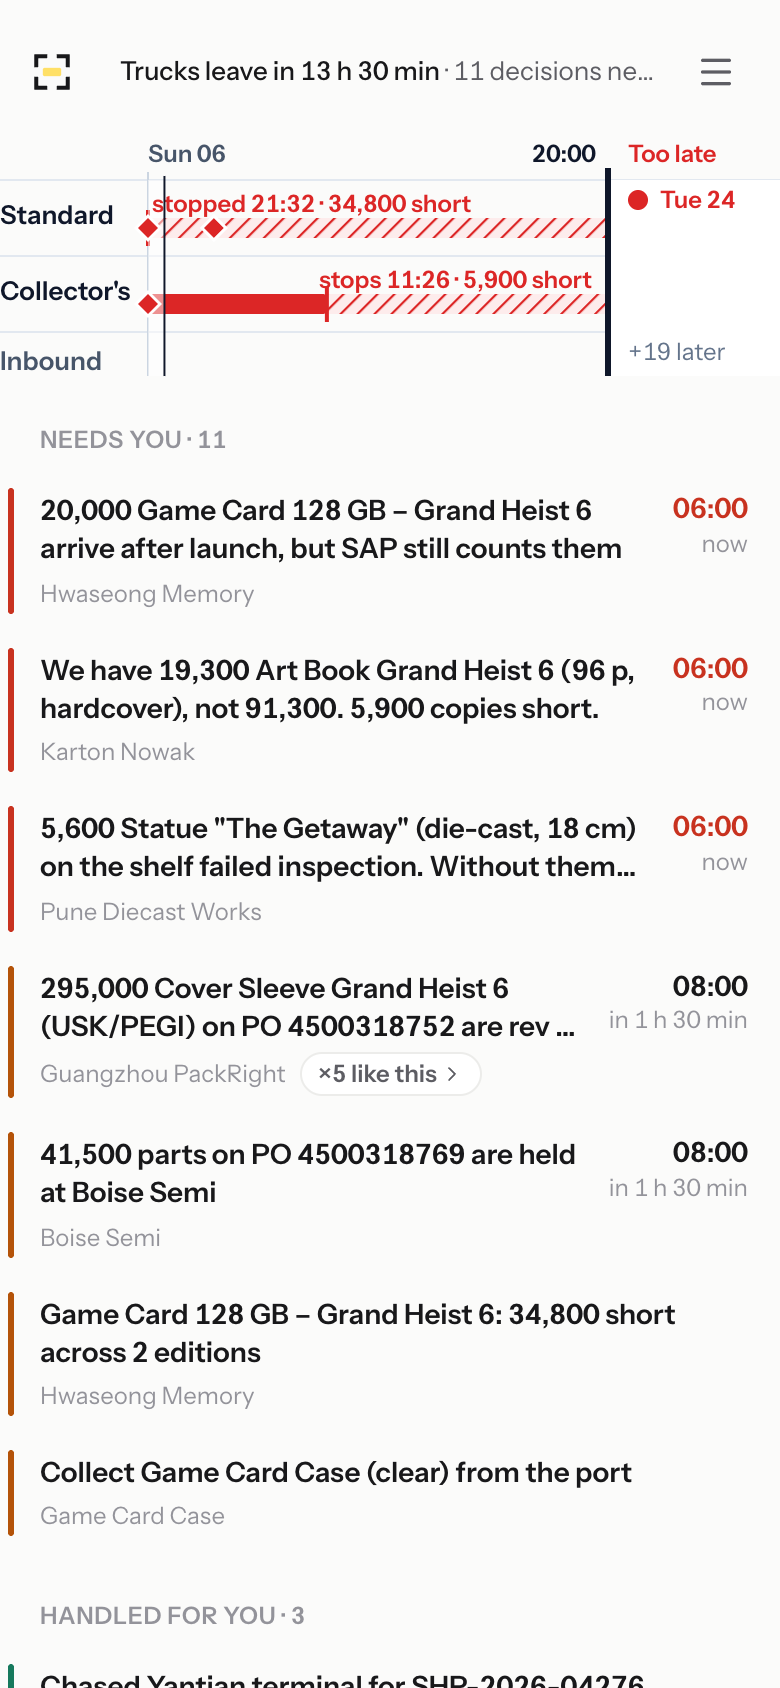 Trucks leave in 13 h 30 min · 11 decisions ne...
Sun 06
20:00
Too late
Standard
stopped 21:32 · 34,800 short
Tue 24
Collector's
stops 11:26 · 5,900 short
Inbound
+19 later
NEEDS YOU · 11
20,000 Game Card 128 GB – Grand Heist 6
06:00
arrive after launch, but SAP still counts them
now
Hwaseong Memory
We have 19,300 Art Book Grand Heist 6 (96 p,
06:00
hardcover), not 91,300. 5,900 copies short.
now
Karton Nowak
5,600 Statue "The Getaway" (die-cast, 18 cm)
06:00
on the shelf failed inspection. Without them...
now
Pune Diecast Works
295,000 Cover Sleeve Grand Heist 6
08:00
(USK/PEGI) on PO 4500318752 are rev ...
in 1 h 30 min
Guangzhou PackRight
×5 like this >
41,500 parts on PO 4500318769 are held
08:00
at Boise Semi
in 1 h 30 min
Boise Semi
Game Card 128 GB – Grand Heist 6: 34,800 short
across 2 editions
Hwaseong Memory
Collect Game Card Case (clear) from the port
Game Card Case
HANDLED FOR YOU · 3
Chased Yantian terminal for SHP-2026-04276